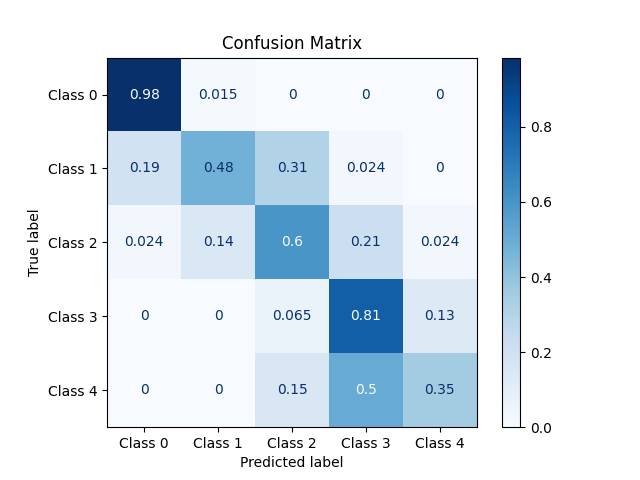 Confusion Matrix
Class 0 0.98 0.015 0 0 0
Class 1 0.19 0.48 0.31 0.024 0
Class 2 0.024 0.14 0.6 0.21 0.024
Class 3 0 0 0.065 0.81 0.13
Class 4 0 0 0.15 0.5 0.35
Class 0 Class 1 Class 2 Class 3 Class 4
Predicted label
True label
0.8
0.6
0.4
0.2
0.0